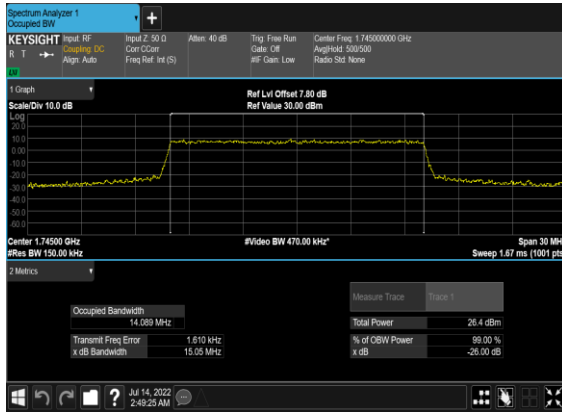 Spectrum Analyzer 1
Occupied BW
KEYSIGHT Input: RF Input Z: 50 Ω Atten: 40 dB Trig: Free Run Center Freq: 1.745000000 GHz
R T Coupling: DC Corr CCorr Gate: Off Avg|Hold: 500/500
Align: Auto Freq Ref: Int (S) #IF Gain: Low Radio Std: None
1 Graph
Scale/Div 10.0 dB
Ref Lvl Offset 7.80 dB
Ref Value 30.00 dBm
Log
20.0
10.0
0.00
-10.0
-20.0
-30.0
-40.0
-50.0
-60.0
Center 1.74500 GHz #Video BW 470.00 kHz* Span 30 MH
#Res BW 150.00 kHz Sweep 1.67 ms (1001 pts
2 Metrics
Measure Trace Trace 1
Occupied Bandwidth
14.089 MHz
Total Power 26.4 dBm
Transmit Freq Error 1.610 kHz
% of OBW Power 99.00 %
x dB Bandwidth 15.05 MHz
x dB -26.00 dB
? Jul 14, 2022
2:49:25 AM